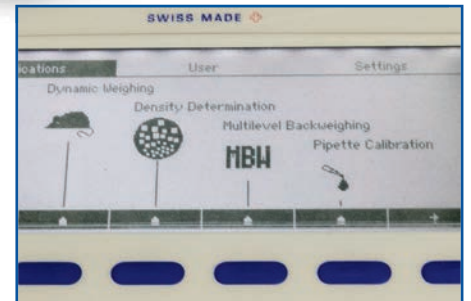 SWISS MADE
ications User Settings
Dynamic Weighing
Density Determination
Multilevel Backweighing
MBW
Pipette Calibration